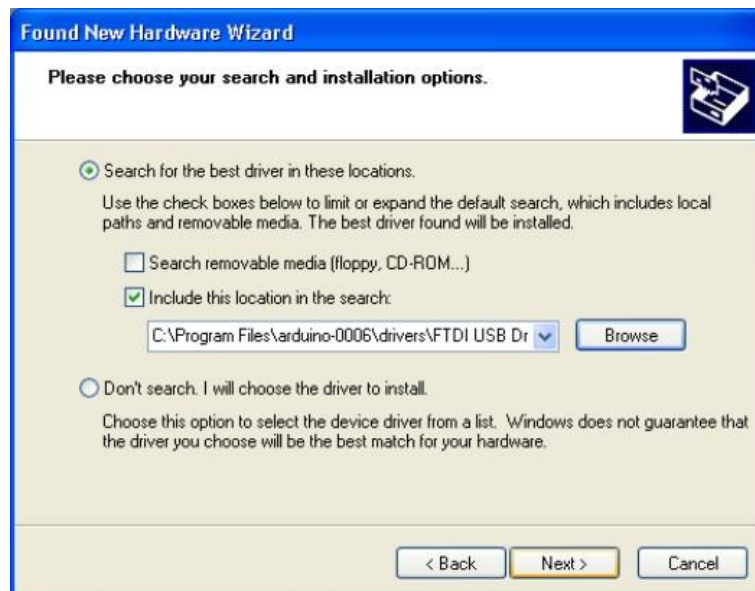 Found New Hardware Wizard
Please choose your search and installation options.
Search for the best driver in these locations.
Use the check boxes below to limit or expand the default search, which includes local
paths and removable media. The best driver found will be installed.
Search removable media (floppy, CD-ROM...)
Include this location in the search:
C:\Program Files\arduino-0006\drivers\FTDI USB Dr
Browse
Don't search. I will choose the driver to install.
Choose this option to select the device driver from a list. Windows does not guarantee that
the driver you choose will be the best match for your hardware.
< Back Next > Cancel